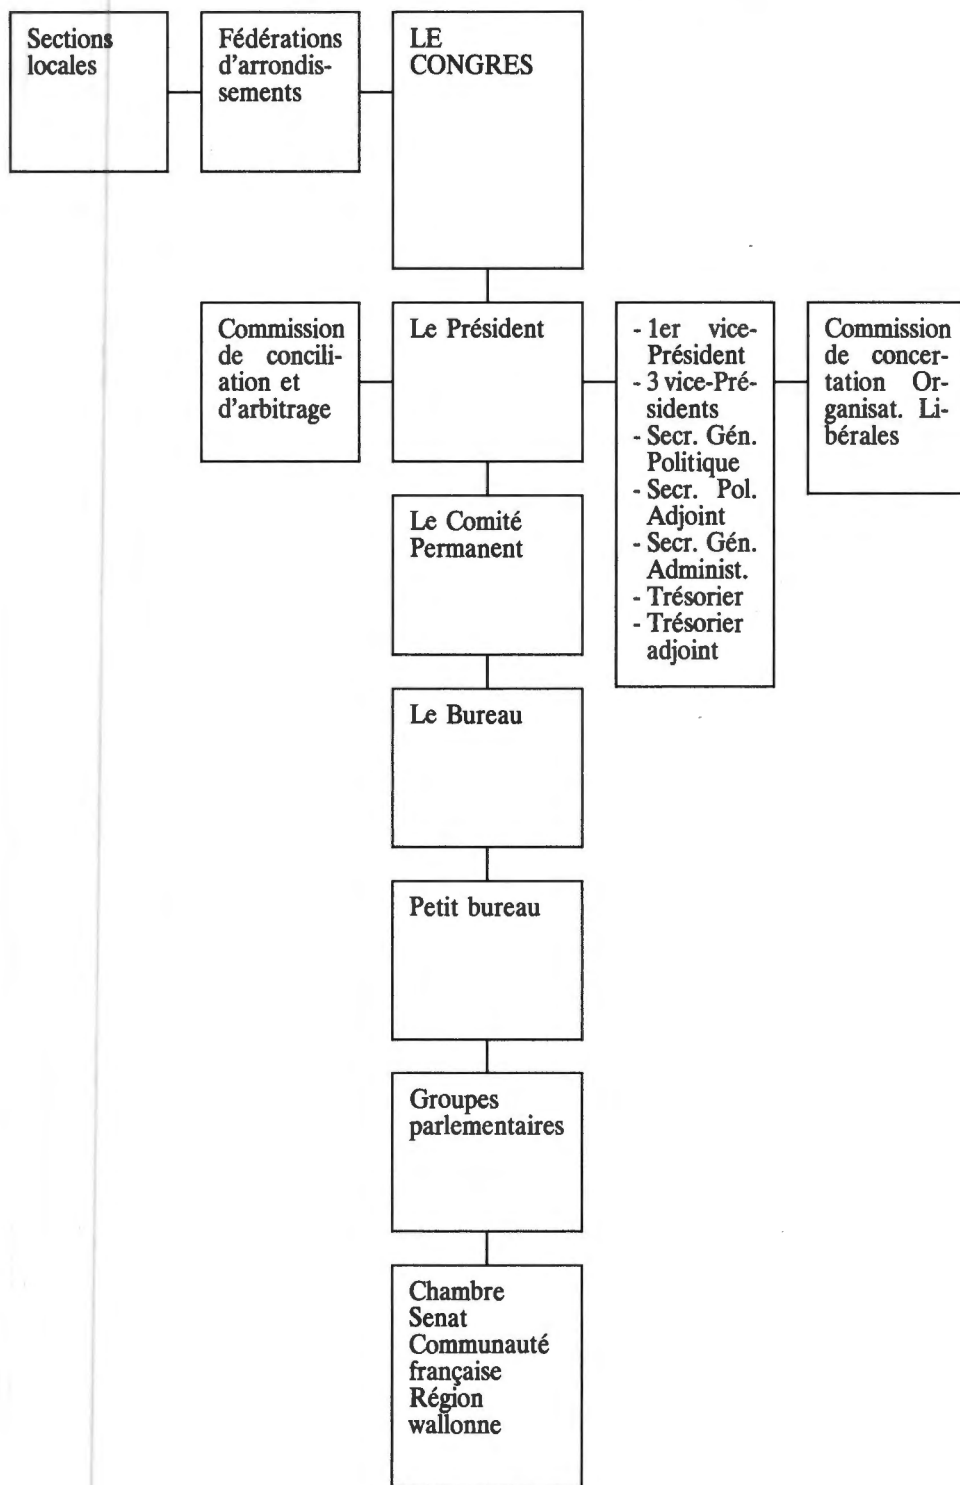 Sections
locales
Fédérations
d'arrondis-
sements
LE
CONGRES
Commission
de concili-
ation et
d'arbitrage
Le Président
- 1er vice-
Président
- 3 vice-Pré-
sidents
- Secr. Gén.
Politique
- Secr. Pol.
Adjoint
- Secr. Gén.
Administ.
- Trésorier
- Trésorier
adjoint
Commission
de concer-
tation Or-
ganisat. Li-
bérales
Le Comité
Permanent
Le Bureau
Petit bureau
Groupes
parlementaires
Chambre
Senat
Communauté
française
Région
wallonne